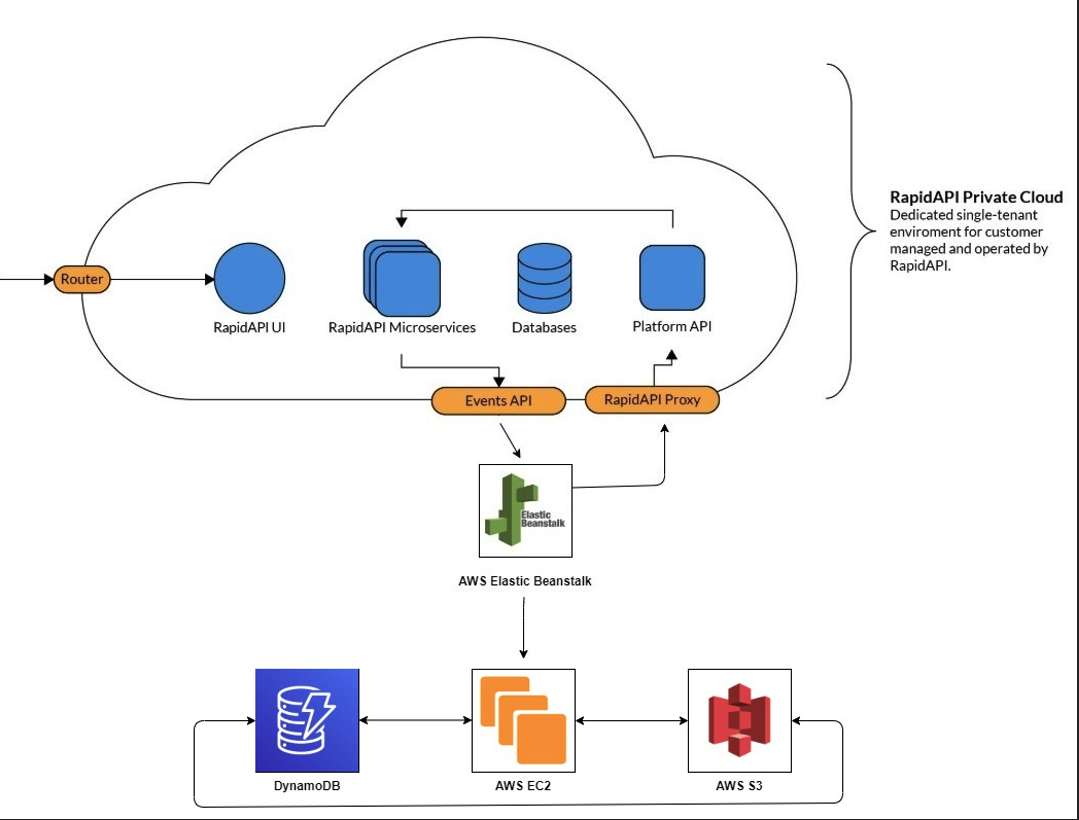 RapidAPI Private Cloud
Dedicated single-tenant
enviroment for customer
managed and operated by
RapidAPI.
Router
RapidAPI UI
RapidAPI Microservices
Databases
Platform API
Events API
RapidAPI Proxy
Elastic
Beanstalk
AWS Elastic Beanstalk
DynamoDB
AWS EC2
AWS S3